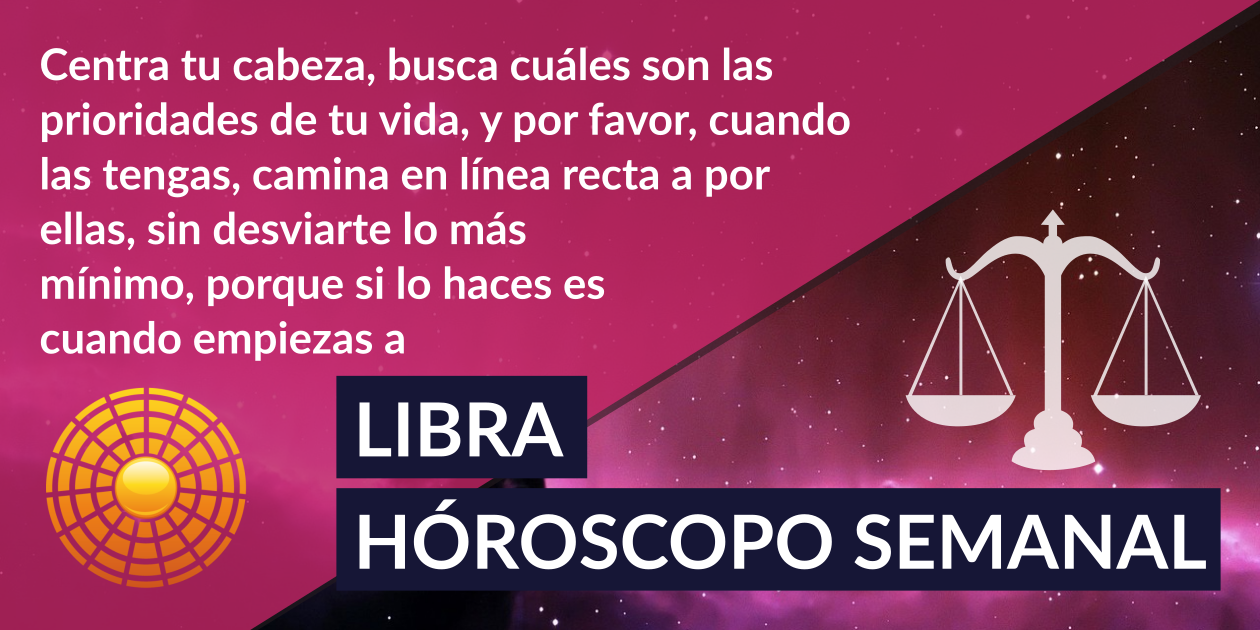 Centra tu cabeza, busca cuáles son las
prioridades de tu vida, y por favor, cuando
las tengas, camina en línea recta a por
ellas, sin desviarte lo más
mínimo, porque si lo haces es
cuando empiezas a
LIBRA
HÓROSCOPO SEMANAL